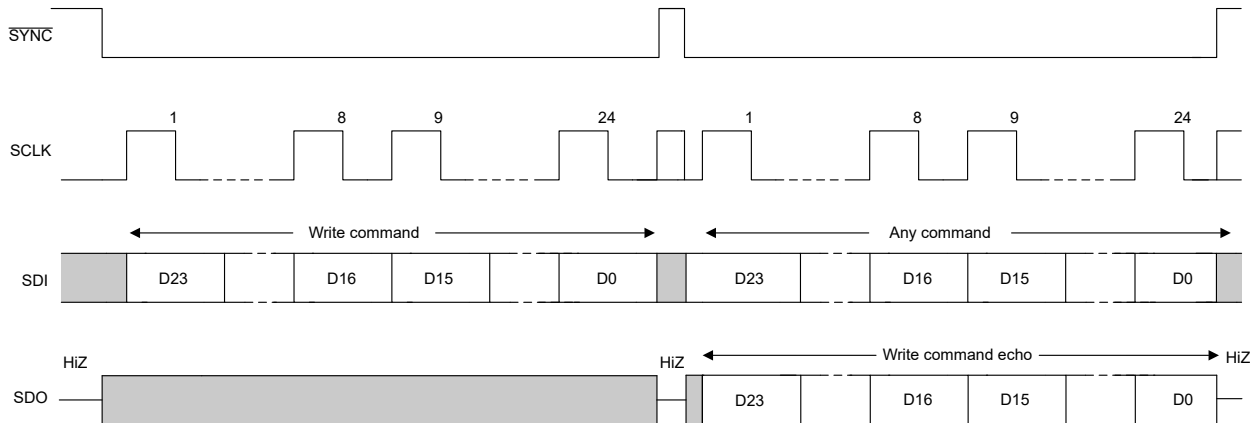 SYNC
1 8 9 24 1 8 9 24
SCLK
Write command Any command
SDI D23 D16 D15 D0 D23 D16 D15 D0
HiZ HiZ Write command echo HiZ
SDO D23 D16 D15 D0